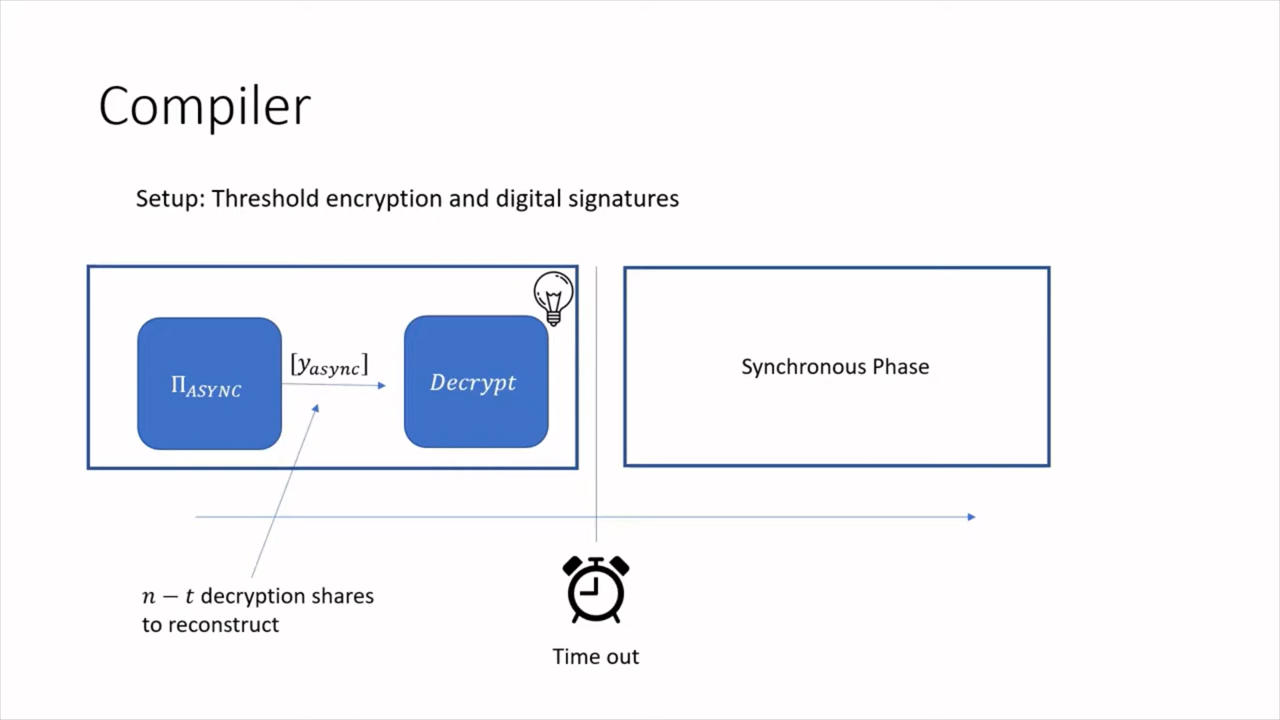 Compiler
Setup: Threshold encryption and digital signatures
[y_async]
Π_ASYNC
Decrypt
Synchronous Phase
n − t decryption shares
to reconstruct
Time out